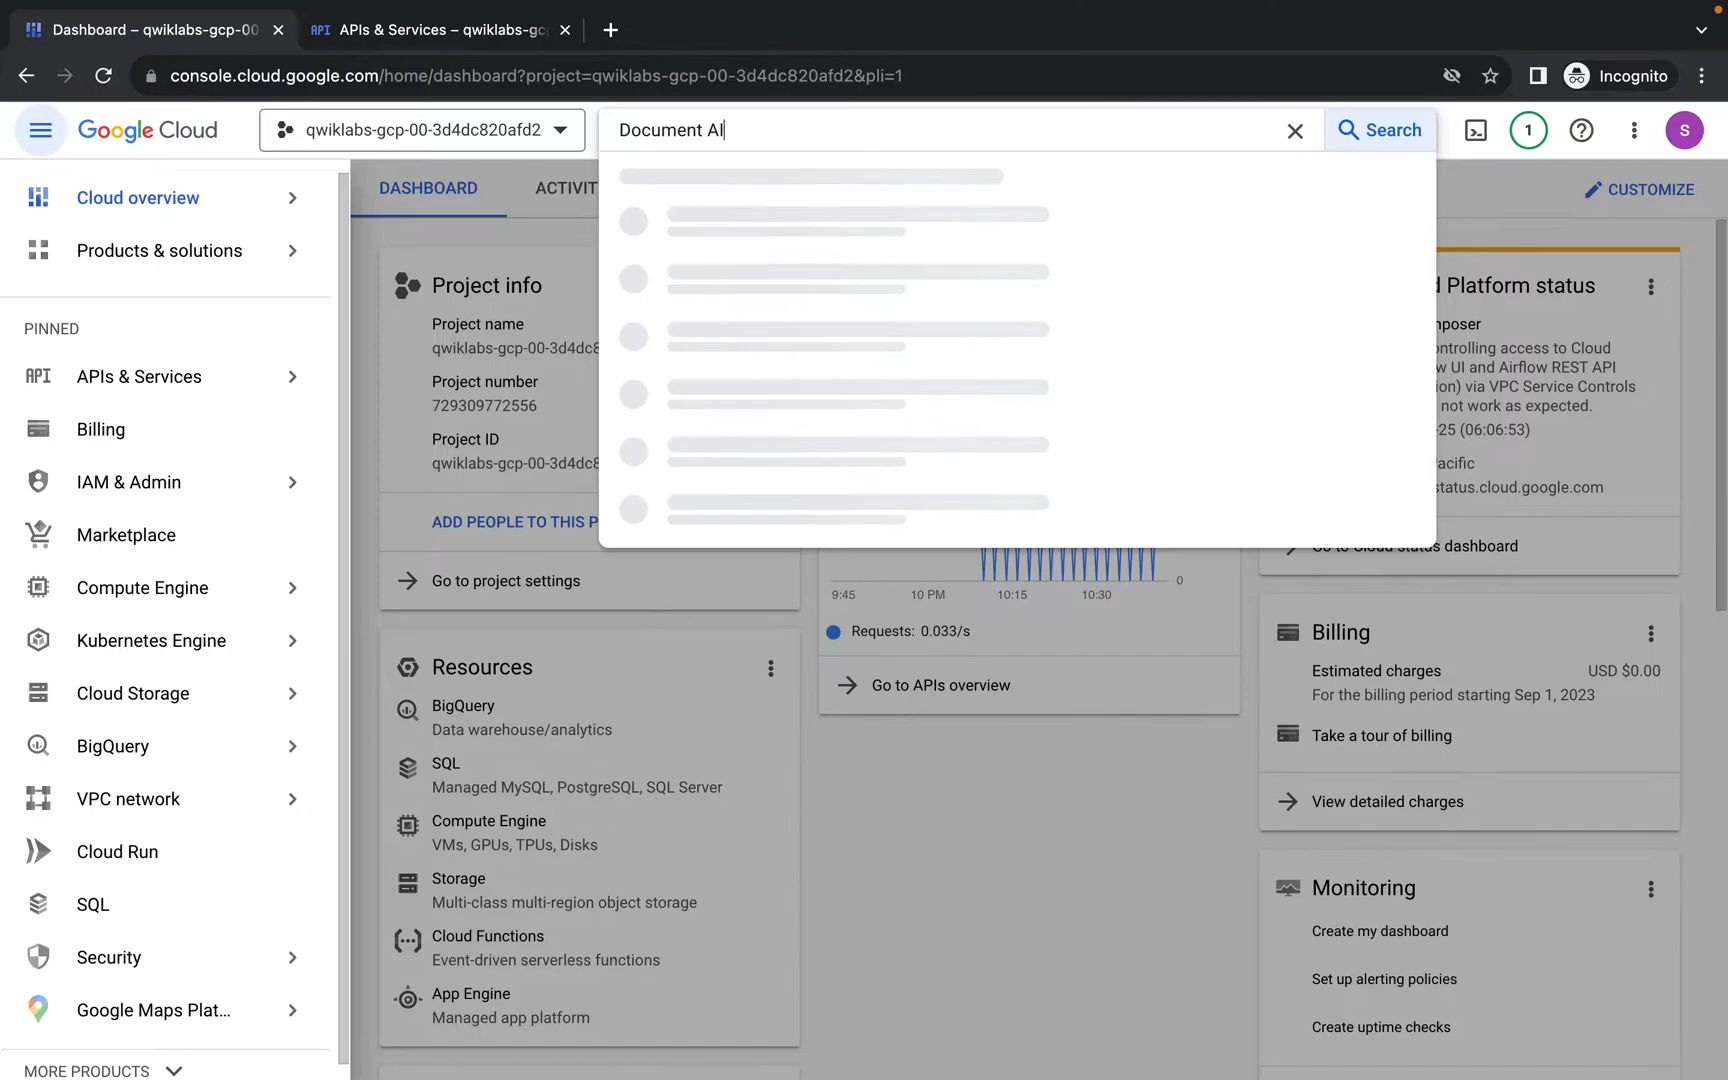 Dashboard – qwiklabs-gcp-00
API APIs & Services – qwiklabs-gc
console.cloud.google.com/home/dashboard?project=qwiklabs-gcp-00-3d4dc820afd2&pli=1
Incognito
Google Cloud
qwiklabs-gcp-00-3d4dc820afd2
Document AI
Search
1
S
Cloud overview
Products & solutions
PINNED
API APIs & Services
Billing
IAM & Admin
Marketplace
Compute Engine
Kubernetes Engine
Cloud Storage
BigQuery
VPC network
Cloud Run
SQL
Security
Google Maps Plat...
MORE PRODUCTS
DASHBOARD
ACTIVIT
CUSTOMIZE
Project info
Project name
qwiklabs-gcp-00-3d4dc8
Project number
729309772556
Project ID
qwiklabs-gcp-00-3d4dc8
ADD PEOPLE TO THIS P
Go to project settings
Resources
BigQuery
Data warehouse/analytics
SQL
Managed MySQL, PostgreSQL, SQL Server
Compute Engine
VMs, GPUs, TPUs, Disks
Storage
Multi-class multi-region object storage
Cloud Functions
Event-driven serverless functions
App Engine
Managed app platform
0
9:45
10 PM
10:15
10:30
Requests: 0.033/s
Go to APIs overview
d Platform status
mposer
ontrolling access to Cloud
w UI and Airflow REST API
ion) via VPC Service Controls
not work as expected.
-25 (06:06:53)
acific
status.cloud.google.com
Go to Cloud status dashboard
Billing
Estimated charges
USD $0.00
For the billing period starting Sep 1, 2023
Take a tour of billing
View detailed charges
Monitoring
Create my dashboard
Set up alerting policies
Create uptime checks